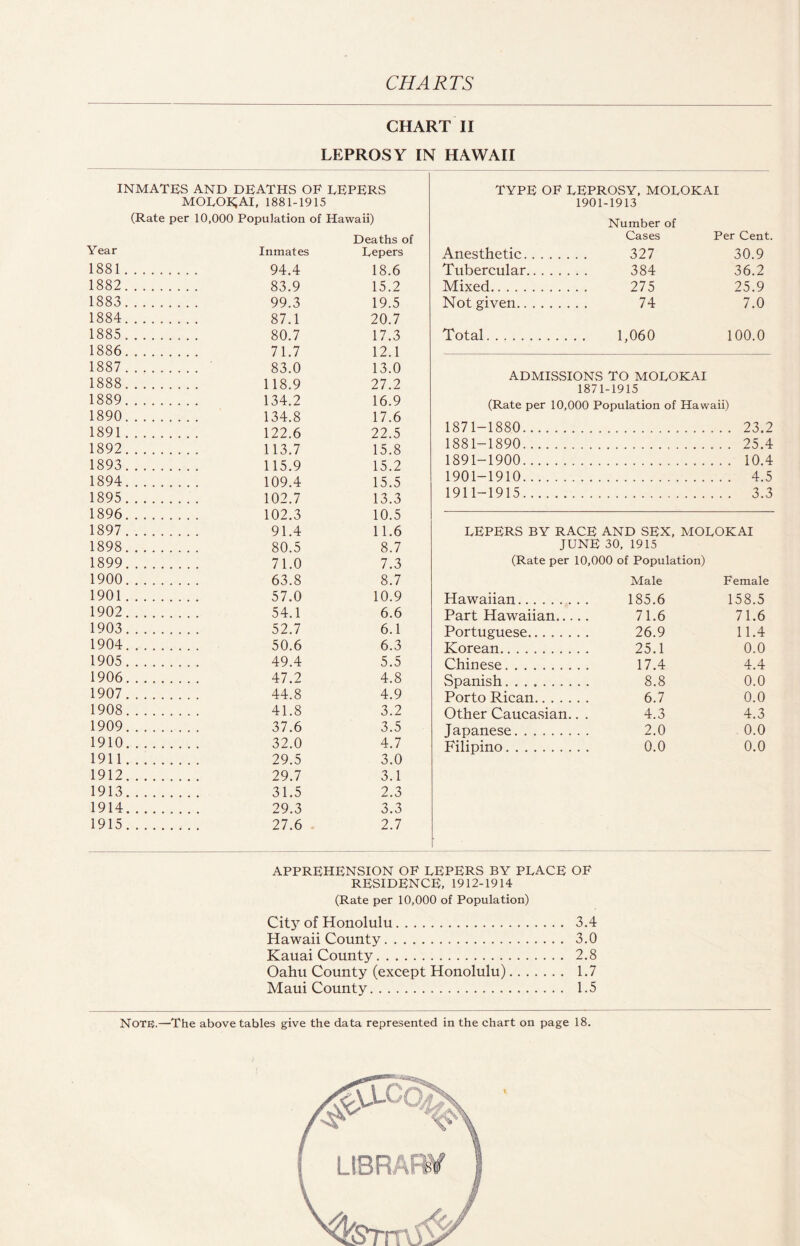 CHARTS
CHART II
LEPROSY IN HAWAII
INMATES AND DEATHS OF LEPERS
MOLOKAI, 1881-1915
(Rate per 10,000 Population of Hawaii)
Year Inmates Deaths of Lepers
1881......... 94.4 18.6
1882......... 83.9 15.2
1883......... 99.3 19.5
1884......... 87.1 20.7
1885......... 80.7 17.3
1886......... 71.7 12.1
1887......... 83.0 13.0
1888......... 118.9 27.2
1889......... 134.2 16.9
1890......... 134.8 17.6
1891......... 122.6 22.5
1892......... 113.7 15.8
1893......... 115.9 15.2
1894......... 109.4 15.5
1895......... 102.7 13.3
1896......... 102.3 10.5
1897......... 91.4 11.6
1898......... 80.5 8.7
1899......... 71.0 7.3
1900......... 63.8 8.7
1901......... 57.0 10.9
1902......... 54.1 6.6
1903......... 52.7 6.1
1904......... 50.6 6.3
1905......... 49.4 5.5
1906......... 47.2 4.8
1907......... 44.8 4.9
1908......... 41.8 3.2
1909......... 37.6 3.5
1910......... 32.0 4.7
1911......... 29.5 3.0
1912......... 29.7 3.1
1913......... 31.5 2.3
1914......... 29.3 3.3
1915......... 27.6 2.7
TYPE OF LEPROSY, MOLOKAI
1901-1913
Number of Cases Per Cent.
Anesthetic........ 327 30.9
Tubercular........ 384 36.2
Mixed............ 275 25.9
Not given......... 74 7.0
Total............ 1,060 100.0
ADMISSIONS TO MOLOKAI
1871-1915
(Rate per 10,000 Population of Hawaii)
1871-1880........................ 23.2
1881-1890........................ 25.4
1891-1900........................ 10.4
1901-1910........................ 4.5
1911-1915........................ 3.3
LEPERS BY RACE AND SEX, MOLOKAI
JUNE 30, 1915
(Rate per 10,000 of Population)
Male Female
Hawaiian......... 185.6 158.5
Part Hawaiian..... 71.6 71.6
Portuguese........ 26.9 11.4
Korean........... 25.1 0.0
Chinese.......... 17.4 4.4
Spanish.......... 8.8 0.0
Porto Rican....... 6.7 0.0
Other Caucasian... 4.3 4.3
Japanese......... 2.0 0.0
Filipino.......... 0.0 0.0
APPREHENSION OF LEPERS BY PLACE OF
RESIDENCE, 1912-1914
(Rate per 10,000 of Population)
City of Honolulu................... 3.4
Hawaii County.................... 3.0
Kauai County..................... 2.8
Oahu County (except Honolulu)....... 1.7
Maui County...................... 1.5
NOTE.—The above tables give the data represented in the chart on page 18.
LIBRARY